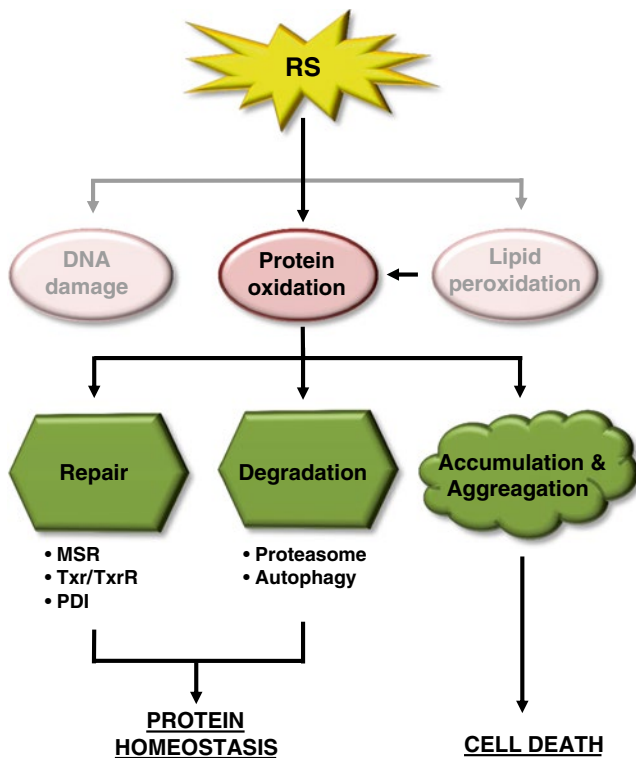 RS
DNA
damage
Protein
oxidation
Lipid
peroxidation
Repair
Degradation
Accumulation &
Aggreagation
• MSR
• Txr/TxrR
• PDI
• Proteasome
• Autophagy
PROTEIN
HOMEOSTASIS
CELL DEATH